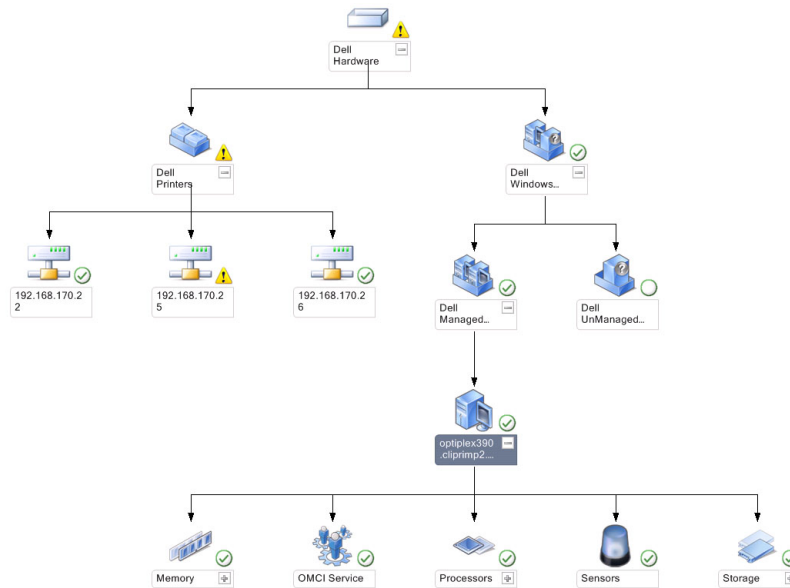 Dell
Hardware
Dell
Printers
Dell
Windows...
192.168.170.2
2
192.168.170.2
5
192.168.170.2
6
Dell
Managed...
Dell
UnManaged...
optiplex390
.cliprimp2....
Memory
OMCI Service
Processors
Sensors
Storage